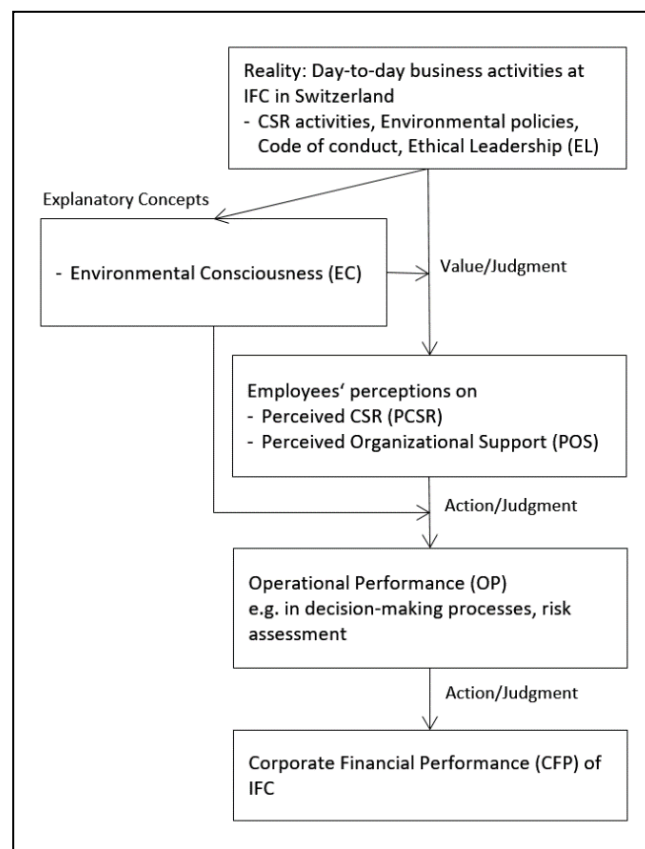 Reality: Day-to-day business activities at
IFC in Switzerland
- CSR activities, Environmental policies,
Code of conduct, Ethical Leadership (EL)
Explanatory Concepts
- Environmental Consciousness (EC)
Value/Judgment
Employees‘ perceptions on
- Perceived CSR (PCSR)
- Perceived Organizational Support (POS)
Action/Judgment
Operational Performance (OP)
e.g. in decision-making processes, risk
assessment
Action/Judgment
Corporate Financial Performance (CFP) of
IFC